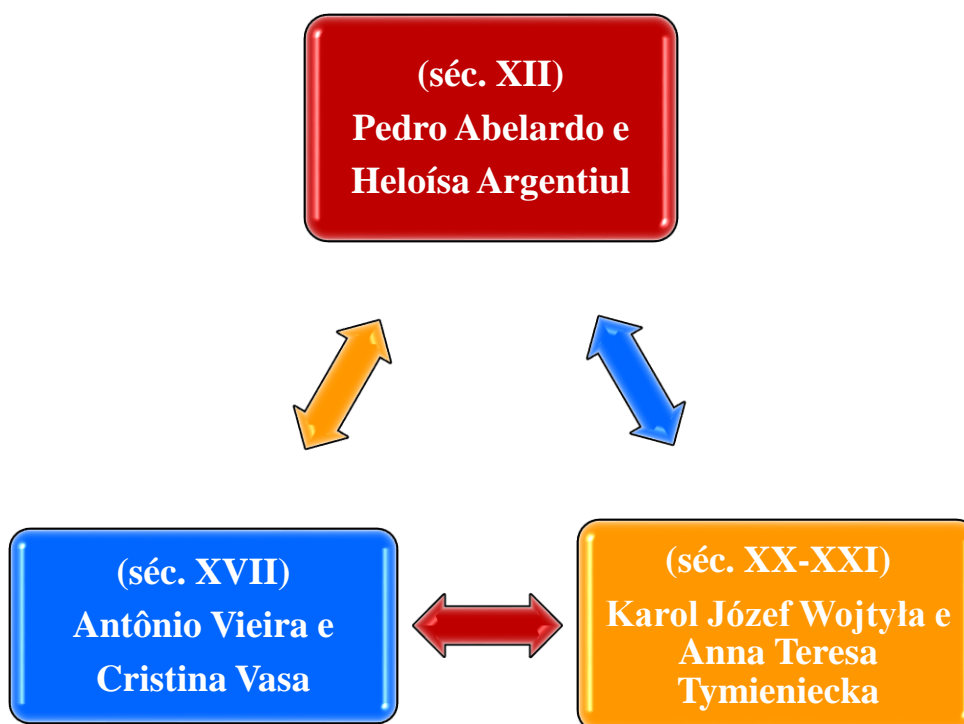 (séc. XII)
Pedro Abelardo e
Heloísa Argentiul
(séc. XVII)
Antônio Vieira e
Cristina Vasa
(séc. XX-XXI)
Karol Józef Wojtyła e
Anna Teresa
Tymieniecka